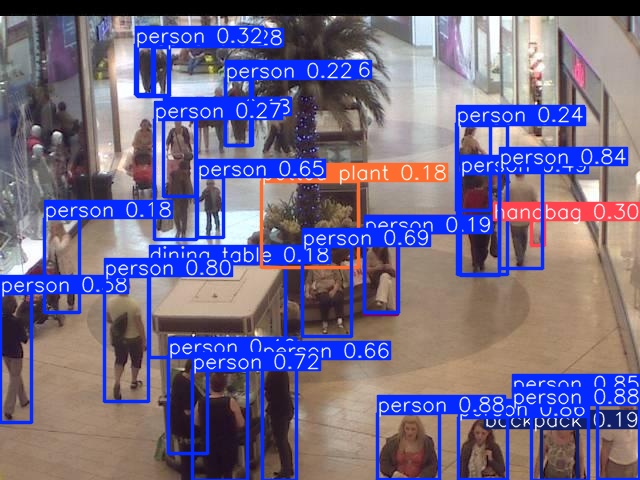 person 0.32
person 0.22
person 0.27
person 0.24
person 0.84
person 0.65
plant 0.18
person 0.18
handbag 0.30
person 0.19
person 0.69
dining table 0.18
person 0.80
person 0.58
person 0.66
person 0.72
person 0.85
person 0.88
person 0.88
backpack 0.19